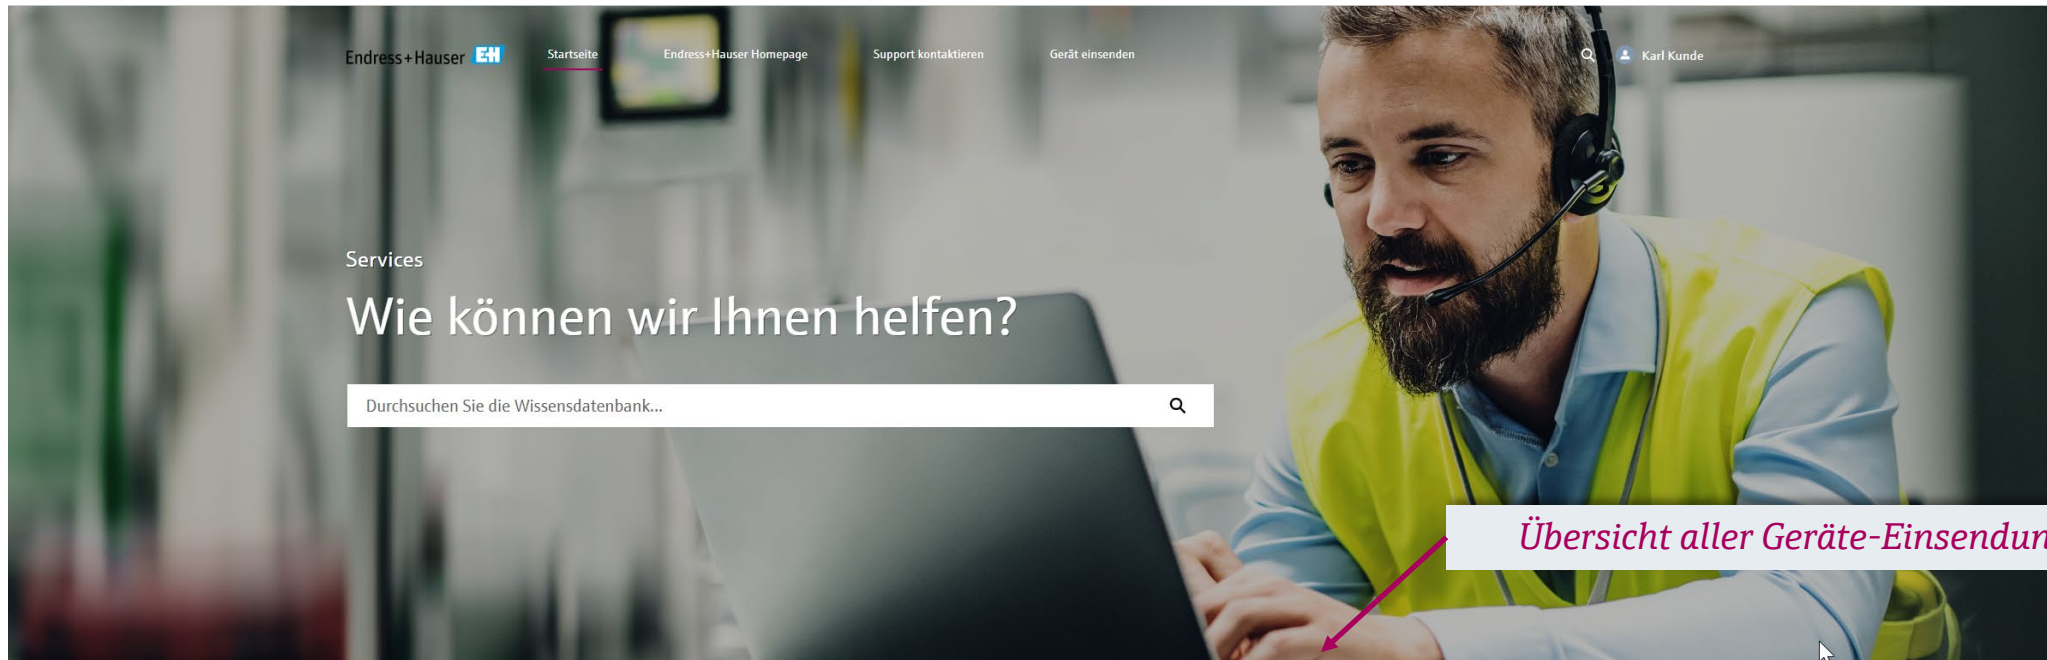 Endress+Hauser EH Startseite Endress+Hauser Homepage Support kontaktieren Gerät einsenden Karl Kunde
Services
Wie können wir Ihnen helfen?
Durchsuchen Sie die Wissensdatenbank...
Übersicht aller Geräte-Einsendun